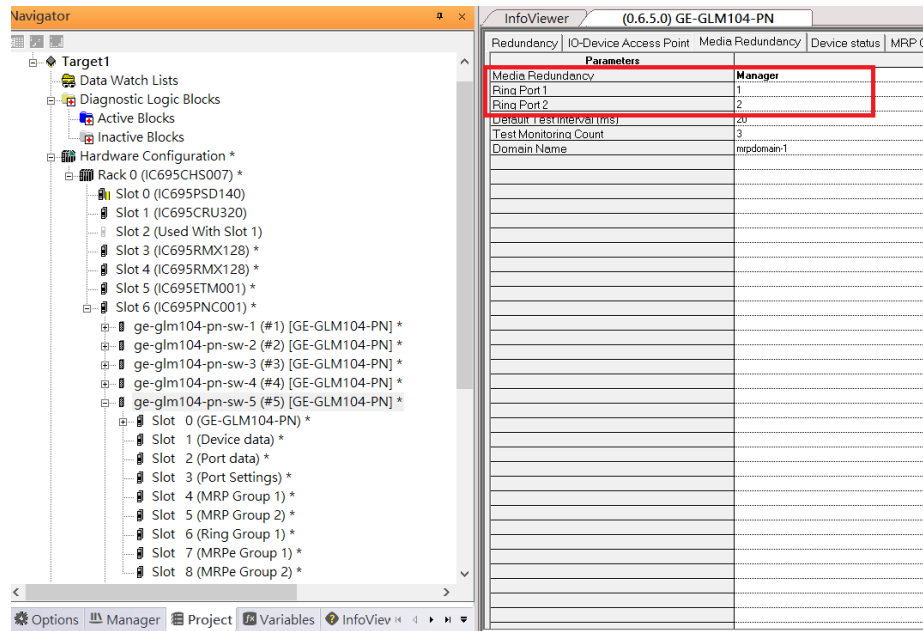 Navigator
Target1
Data Watch Lists
Diagnostic Logic Blocks
Active Blocks
Inactive Blocks
Hardware Configuration *
Rack 0 (IC695CHS007) *
Slot 0 (IC695PSD140)
Slot 1 (IC695CRU320)
Slot 2 (Used With Slot 1)
Slot 3 (IC695RMX128) *
Slot 4 (IC695RMX128) *
Slot 5 (IC695ETM001) *
Slot 6 (IC695PNC001) *
ge-glm104-pn-sw-1 (#1) [GE-GLM104-PN] *
ge-glm104-pn-sw-2 (#2) [GE-GLM104-PN] *
ge-glm104-pn-sw-3 (#3) [GE-GLM104-PN] *
ge-glm104-pn-sw-4 (#4) [GE-GLM104-PN] *
ge-glm104-pn-sw-5 (#5) [GE-GLM104-PN] *
Slot 0 (GE-GLM104-PN) *
Slot 1 (Device data) *
Slot 2 (Port data) *
Slot 3 (Port Settings) *
Slot 4 (MRP Group 1) *
Slot 5 (MRP Group 2) *
Slot 6 (Ring Group 1) *
Slot 7 (MRPe Group 1) *
Slot 8 (MRPe Group 2) *
Options Manager Project Variables InfoView
InfoViewer (0.6.5.0) GE-GLM104-PN
Redundancy IO-Device Access Point Media Redundancy Device status MRP
Parameters
Media Redundancy Manager
Ring Port 1 1
Ring Port 2 2
Default Test Interval (ms) 20
Test Monitoring Count 3
Domain Name mrpdomain-1